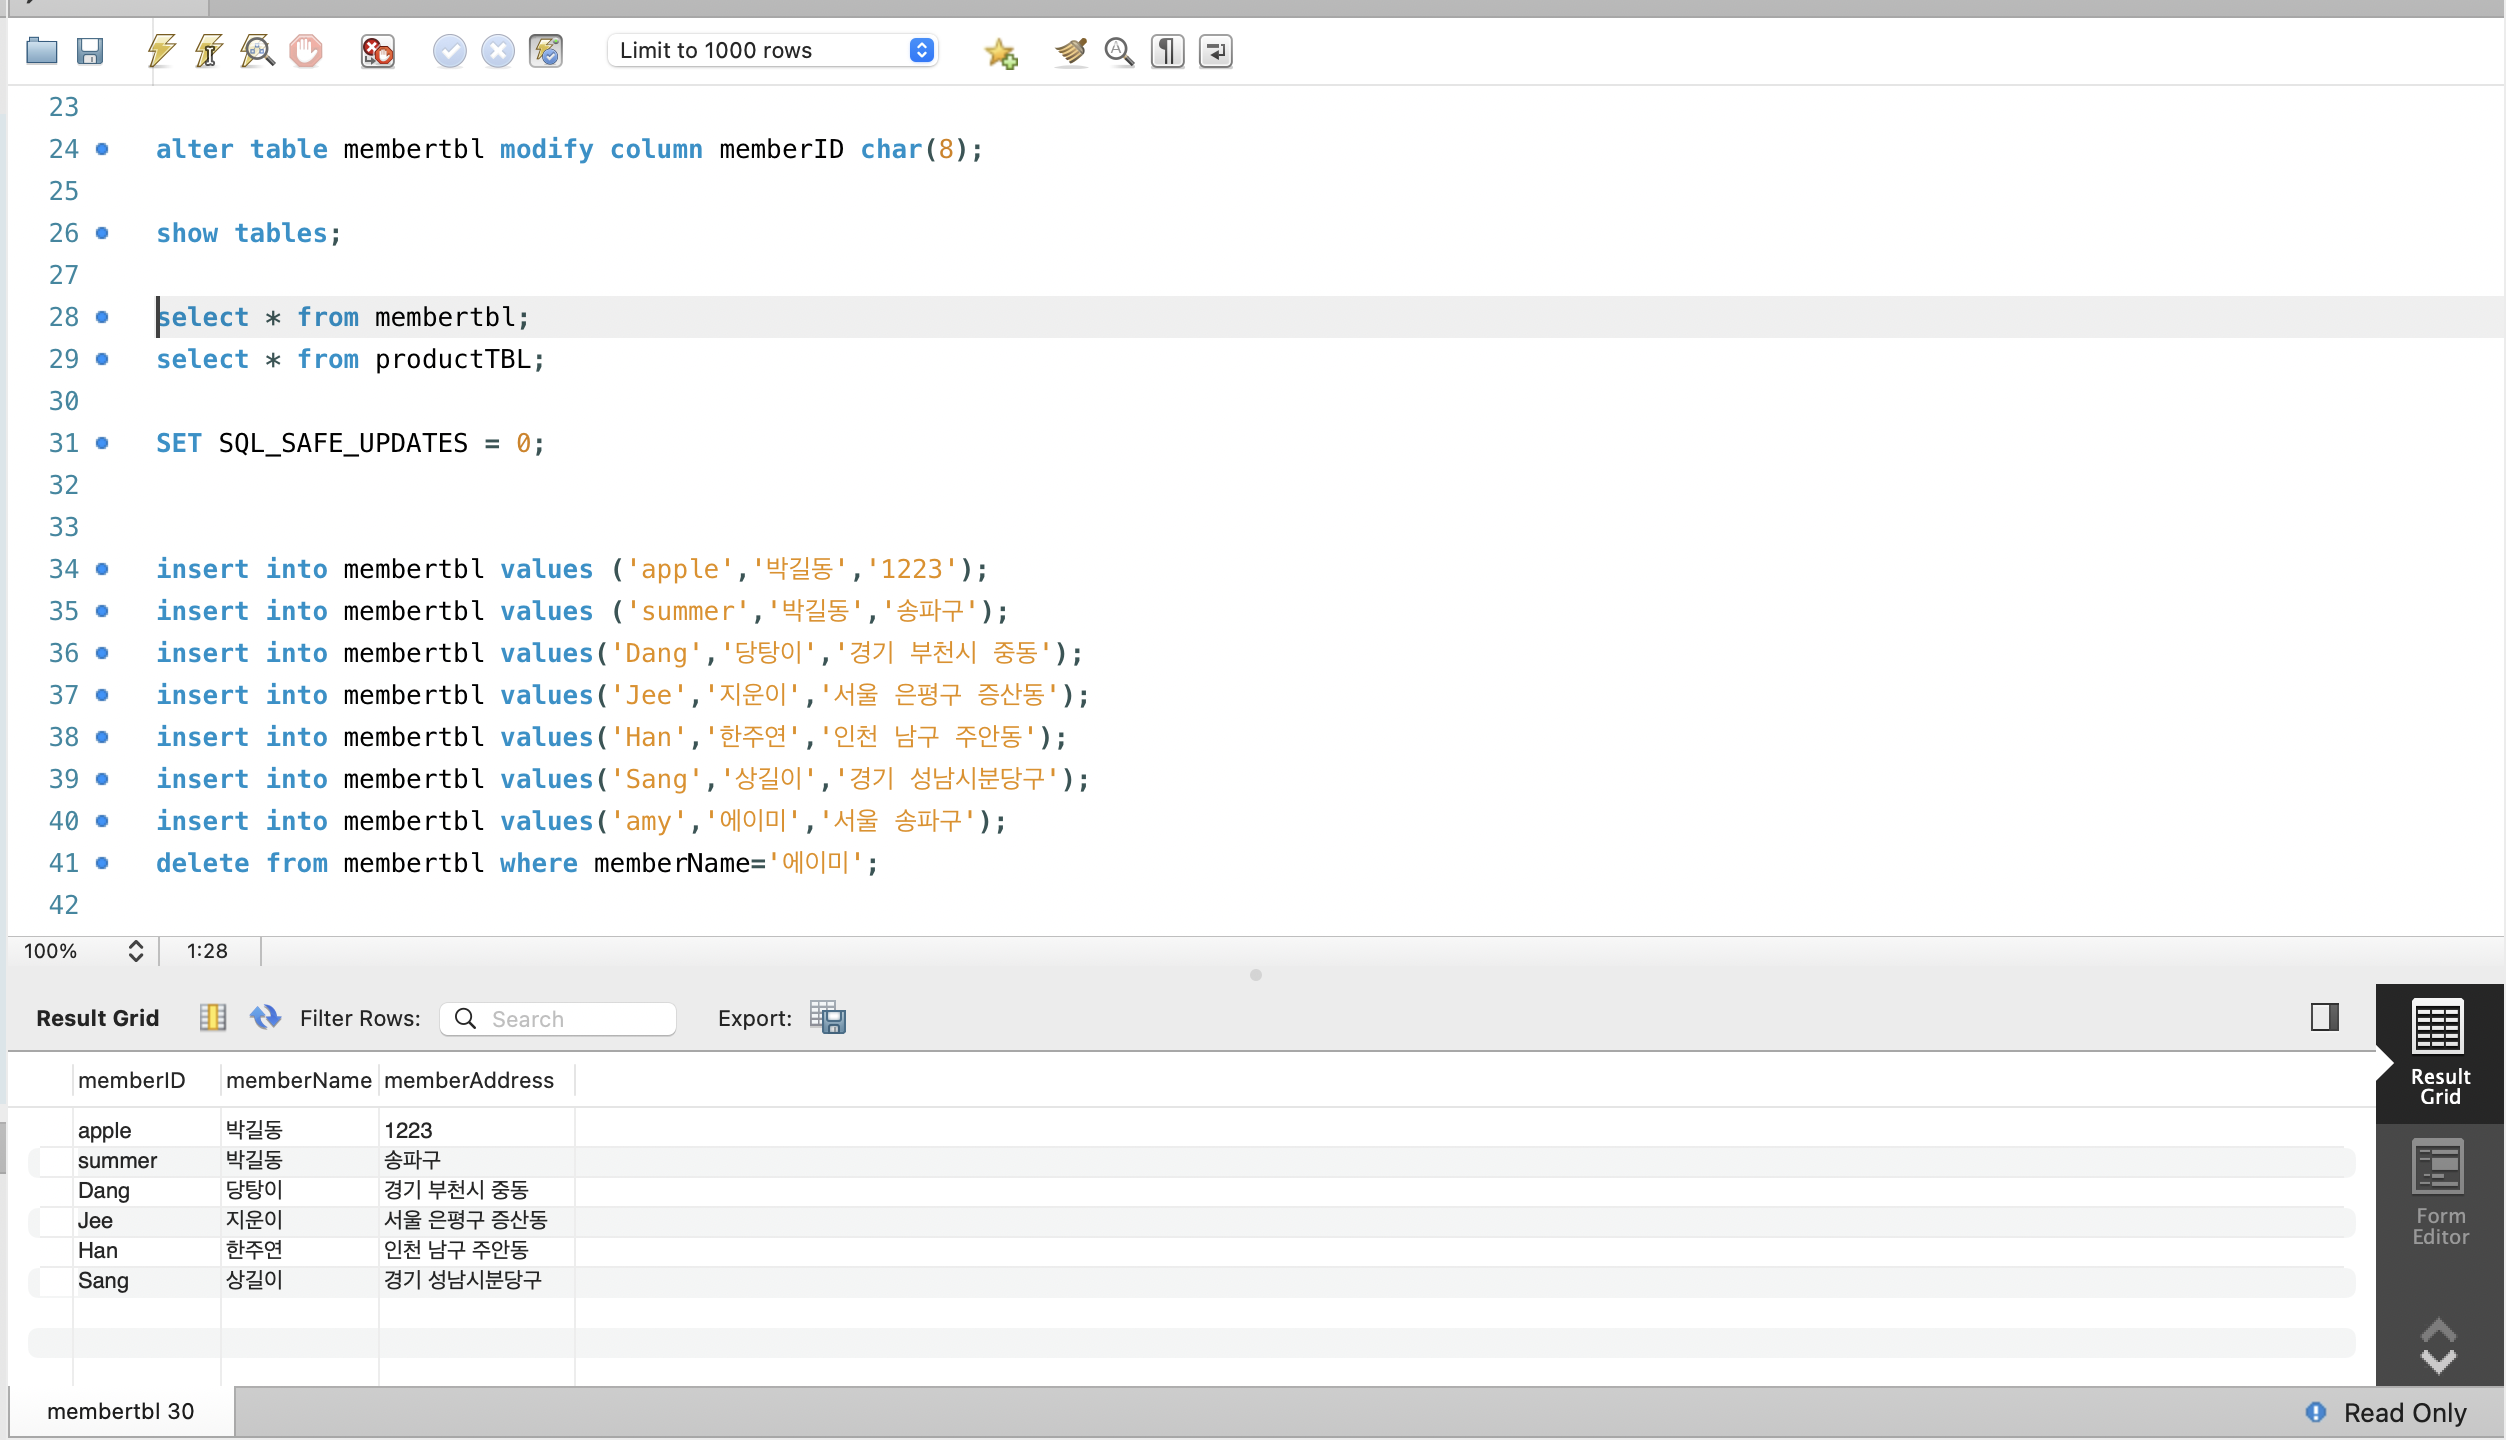 Limit to 1000 rows
23
24 alter table membertbl modify column memberID char(8);
25
26 show tables;
27
28 select * from membertbl;
29 select * from productTBL;
30
31 SET SQL_SAFE_UPDATES = 0;
32
33
34 insert into membertbl values ('apple','박길동','1223');
35 insert into membertbl values ('summer','박길동','송파구');
36 insert into membertbl values('Dang','당탕이','경기 부천시 중동');
37 insert into membertbl values('Jee','지운이','서울 은평구 증산동');
38 insert into membertbl values('Han','한주연','인천 남구 주안동');
39 insert into membertbl values('Sang','상길이','경기 성남시분당구');
40 insert into membertbl values('amy','에이미','서울 송파구');
41 delete from membertbl where memberName='에이미';
42
100% 1:28
Result Grid Filter Rows: Search Export:
memberID memberName memberAddress
apple 박길동 1223
summer 박길동 송파구
Dang 당탕이 경기 부천시 중동
Jee 지운이 서울 은평구 증산동
Han 한주연 인천 남구 주안동
Sang 상길이 경기 성남시분당구
Result
Grid
Form
Editor
membertbl 30
Read Only